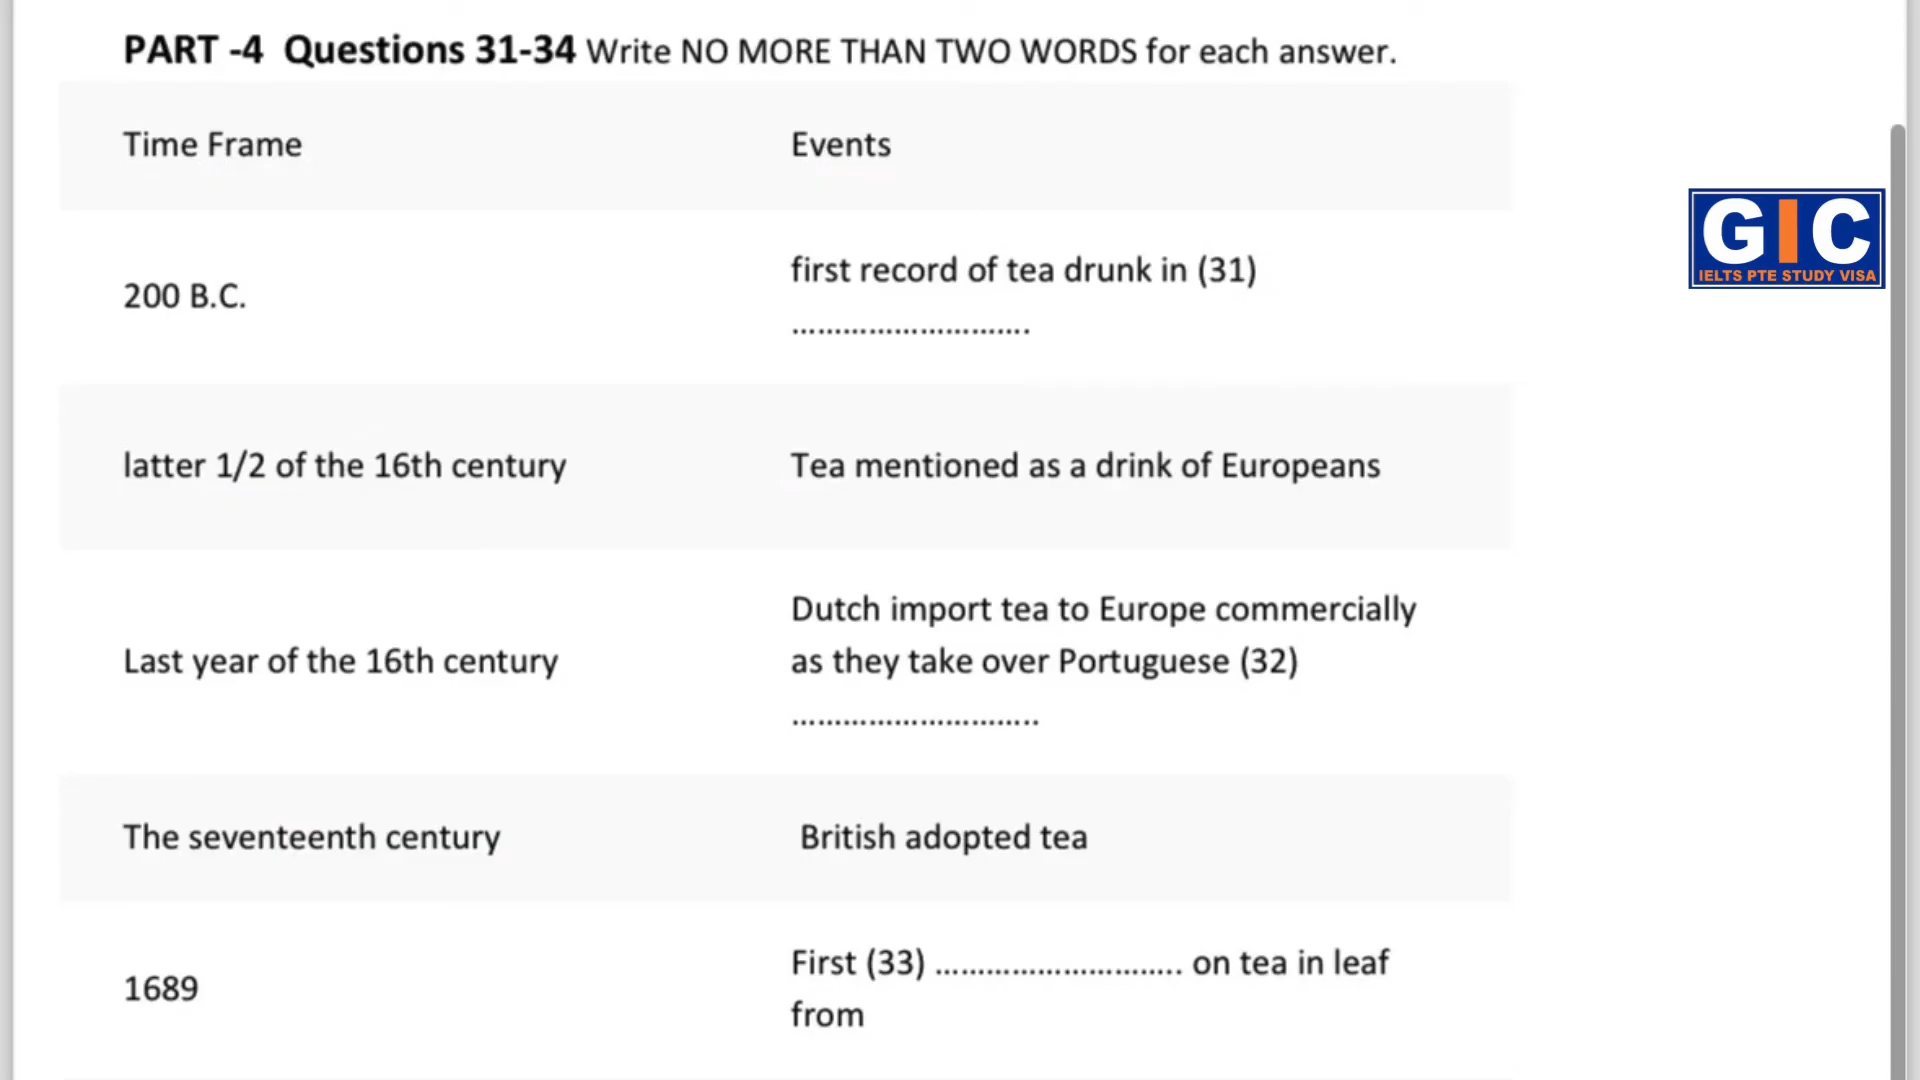 PART -4 Questions 31-34 Write NO MORE THAN TWO WORDS for each answer.
Time Frame Events
200 B.C. first record of tea drunk in (31)
.............................
latter 1/2 of the 16th century Tea mentioned as a drink of Europeans
Last year of the 16th century Dutch import tea to Europe commercially
as they take over Portuguese (32)
..............................
The seventeenth century British adopted tea
1689 First (33) .............................. on tea in leaf
from
GIC
IELTS PTE STUDY VISA